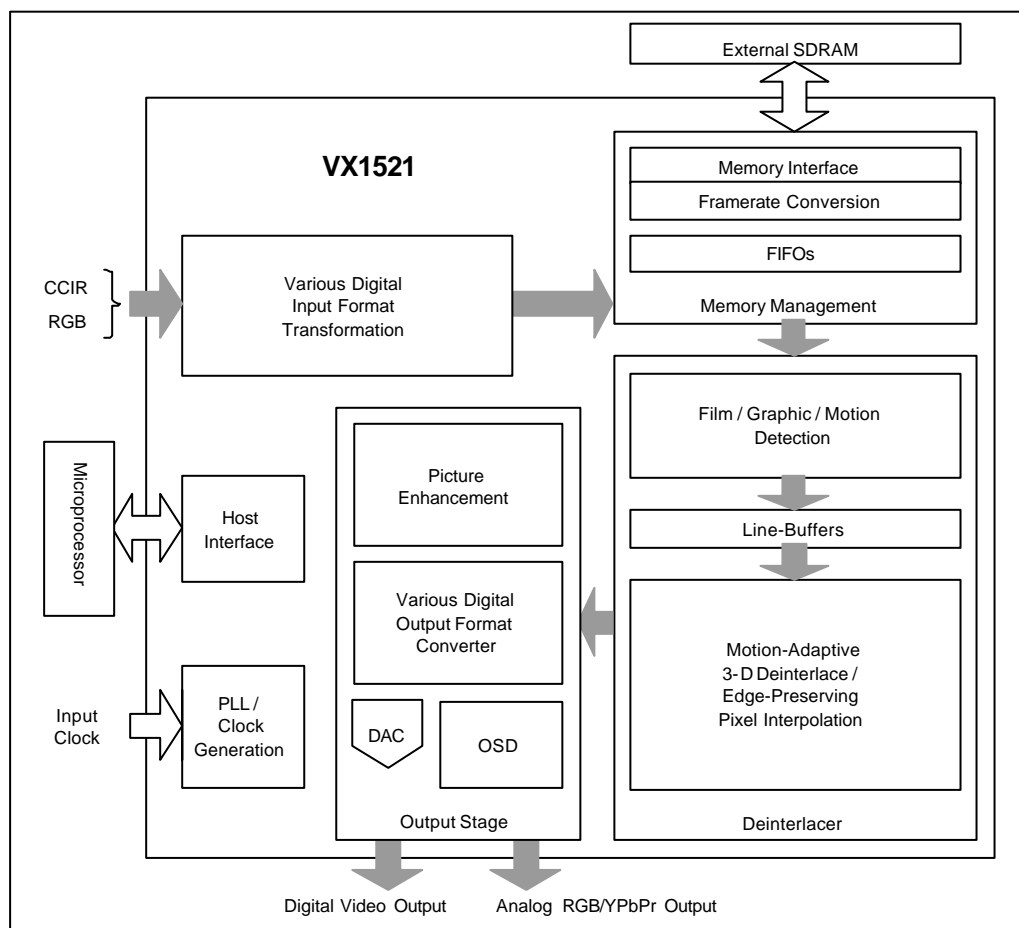 External SDRAM
VX1521
Memory Interface
Framerate Conversion
FIFOs
Memory Management
CCIR
RGB
Various Digital
Input Format
Transformation
Film / Graphic / Motion
Detection
Line-Buffers
Motion-Adaptive
3-D Deinterlace /
Edge-Preserving
Pixel Interpolation
Deinterlacer
Microprocessor
Host
Interface
Picture
Enhancement
Various Digital
Output Format
Converter
Input
Clock
PLL /
Clock
Generation
DAC
OSD
Output Stage
Digital Video Output
Analog RGB/YPbPr Output